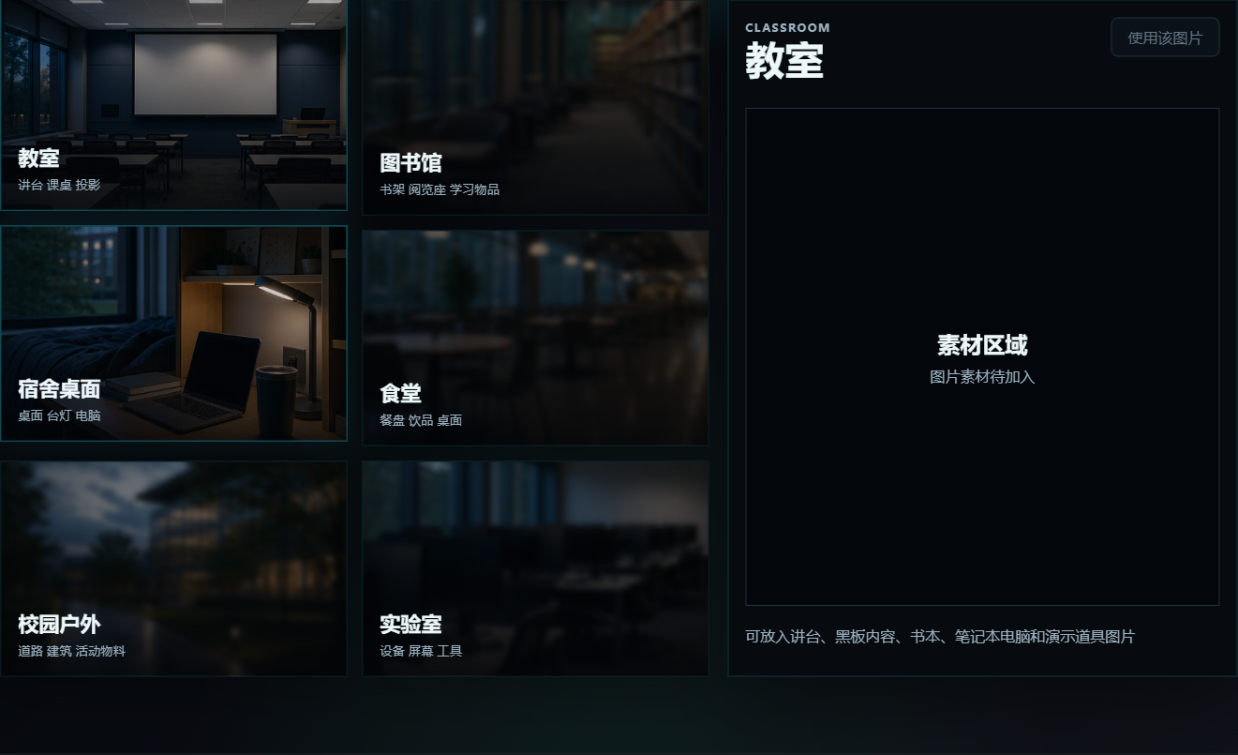 教室
讲台 课桌 投影
图书馆
书架 阅览座 学习物品
宿舍桌面
桌面 台灯 电脑
食堂
餐盘 饮品 桌面
校园户外
道路 建筑 活动物料
实验室
设备 屏幕 工具
CLASSROOM
教室
使用该图片
素材区域
图片素材待加入
可放入讲台、黑板内容、书本、笔记本电脑和演示道具图片